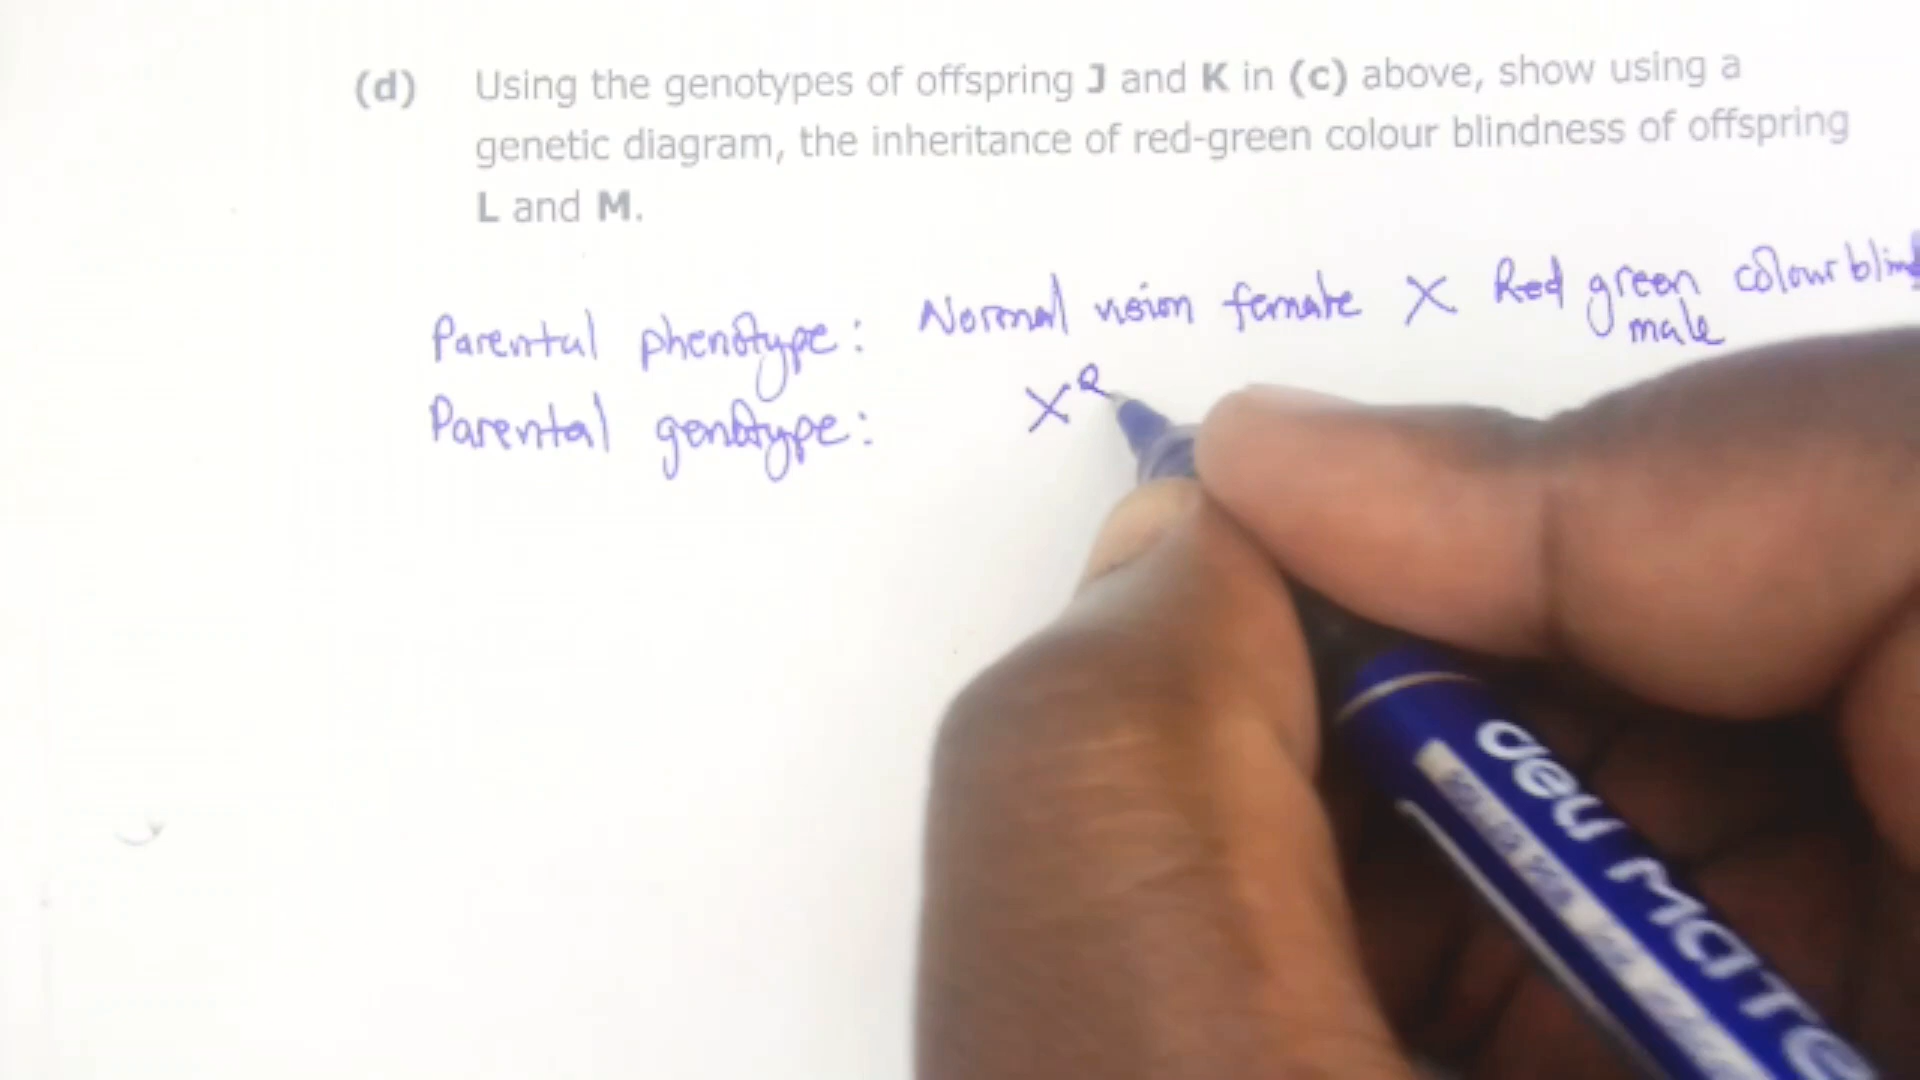 (d) Using the genotypes of offspring J and K in (c) above, show using a
genetic diagram, the inheritance of red-green colour blindness of offspring
L and M.
Parental phenotype: Normal vision female X Red green colour blind
male
Parental genotype: X^R
deli Mate